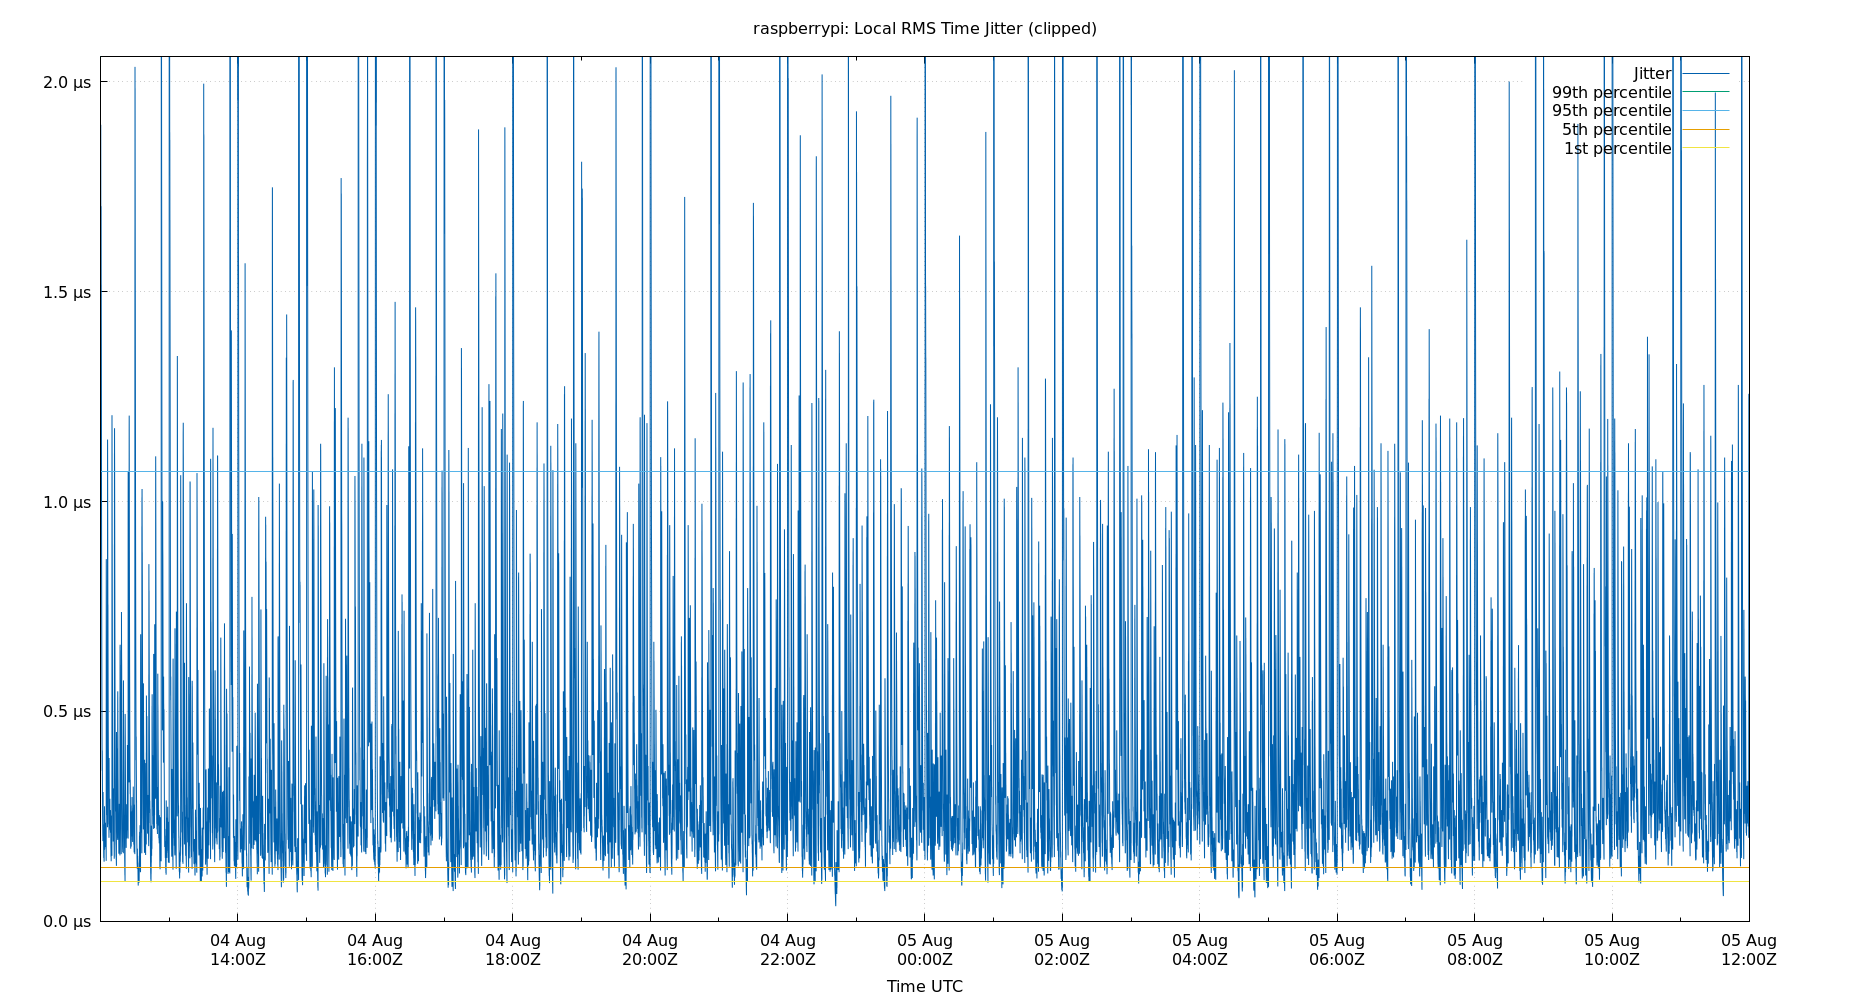 raspberrypi: Local RMS Time Jitter (clipped)
2.0 μs
1.5 μs
1.0 μs
0.5 μs
0.0 μs
Jitter
99th percentile
95th percentile
5th percentile
1st percentile
04 Aug 04 Aug 04 Aug 04 Aug 04 Aug 05 Aug 05 Aug 05 Aug 05 Aug 05 Aug 05 Aug 05 Aug
14:00Z 16:00Z 18:00Z 20:00Z 22:00Z 00:00Z 02:00Z 04:00Z 06:00Z 08:00Z 10:00Z 12:00Z
Time UTC